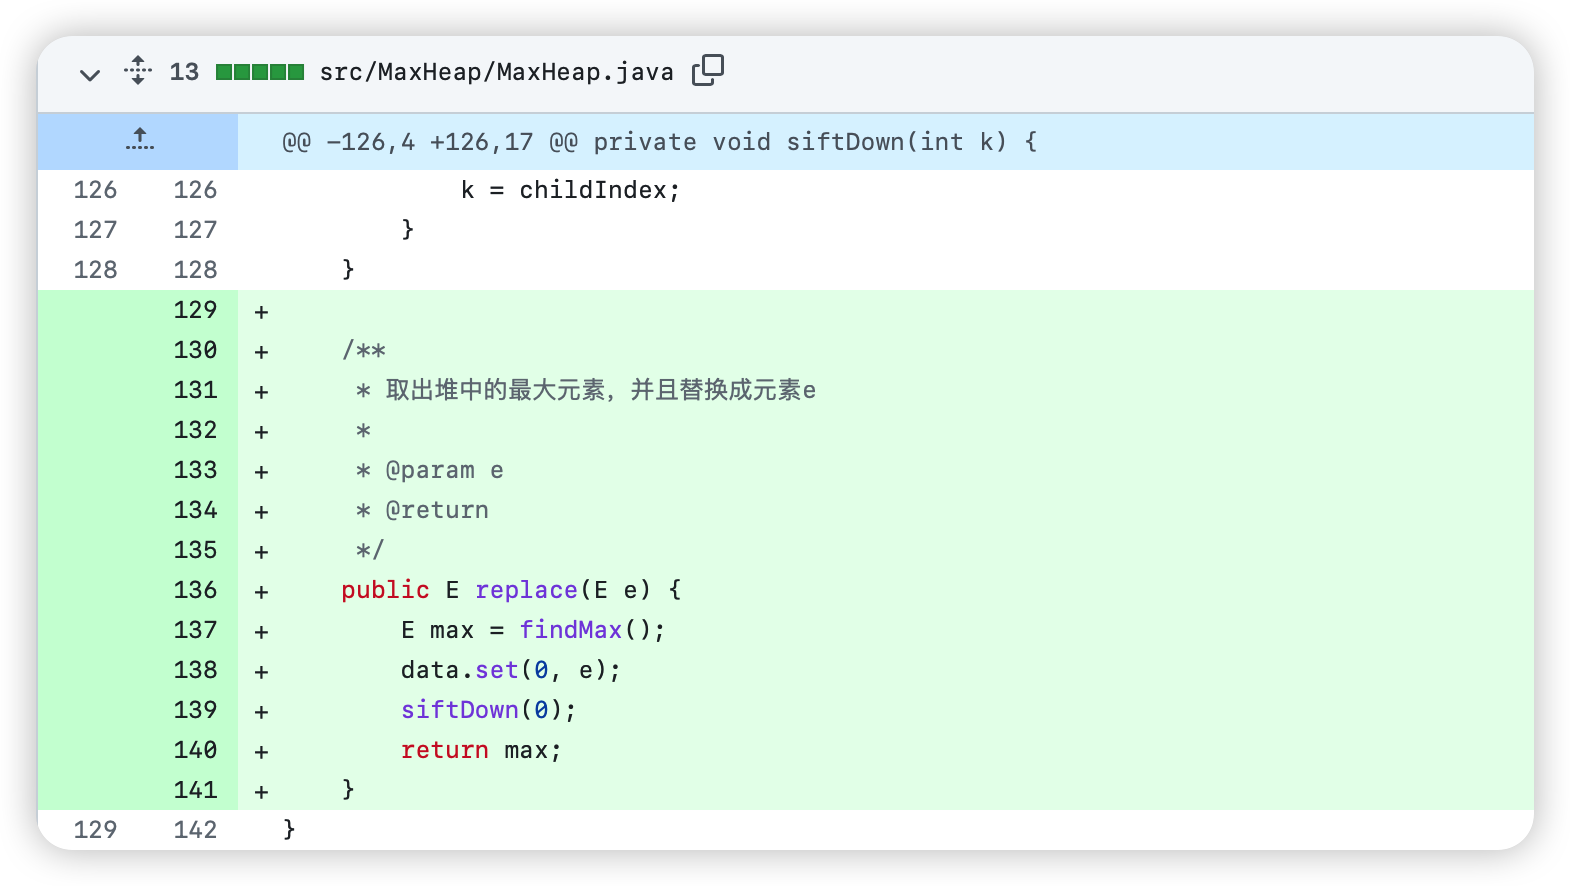 13 src/MaxHeap/MaxHeap.java
@@ -126,4 +126,17 @@ private void siftDown(int k) {
126 126 k = childIndex;
127 127 }
128 128 }
129 +
130 + /**
131 + * 取出堆中的最大元素，并且替换成元素e
132 + *
133 + * @param e
134 + * @return
135 + */
136 + public E replace(E e) {
137 + E max = findMax();
138 + data.set(0, e);
139 + siftDown(0);
140 + return max;
141 + }
129 142 }